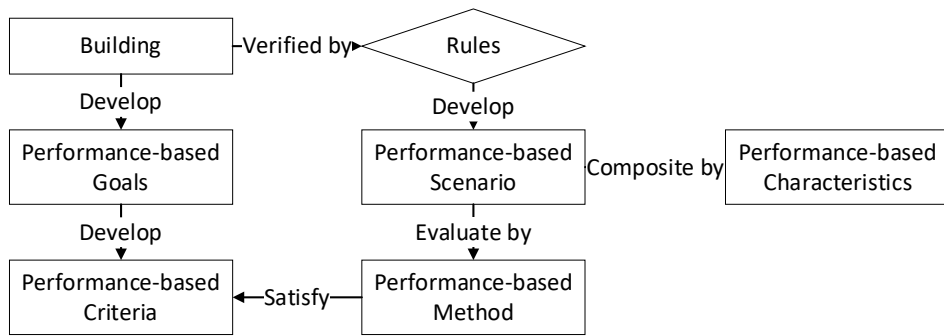 Building
Verified by
Rules
Develop
Develop
Performance-based
Goals
Performance-based
Scenario
Composite by
Performance-based
Characteristics
Develop
Evaluate by
Performance-based
Criteria
Satisfy
Performance-based
Method